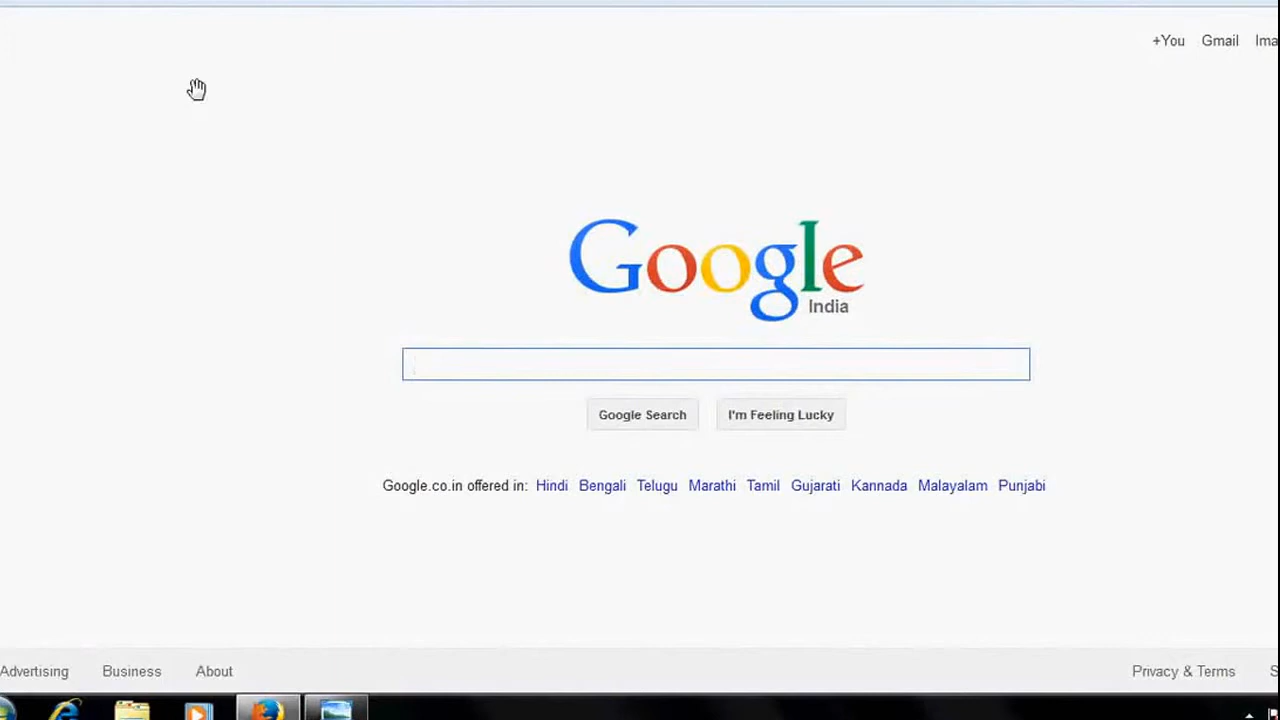 +You Gmail
Google
India
Google Search I'm Feeling Lucky
Google.co.in offered in: Hindi Bengali Telugu Marathi Tamil Gujarati Kannada Malayalam Punjabi
Advertising Business About Privacy & Terms